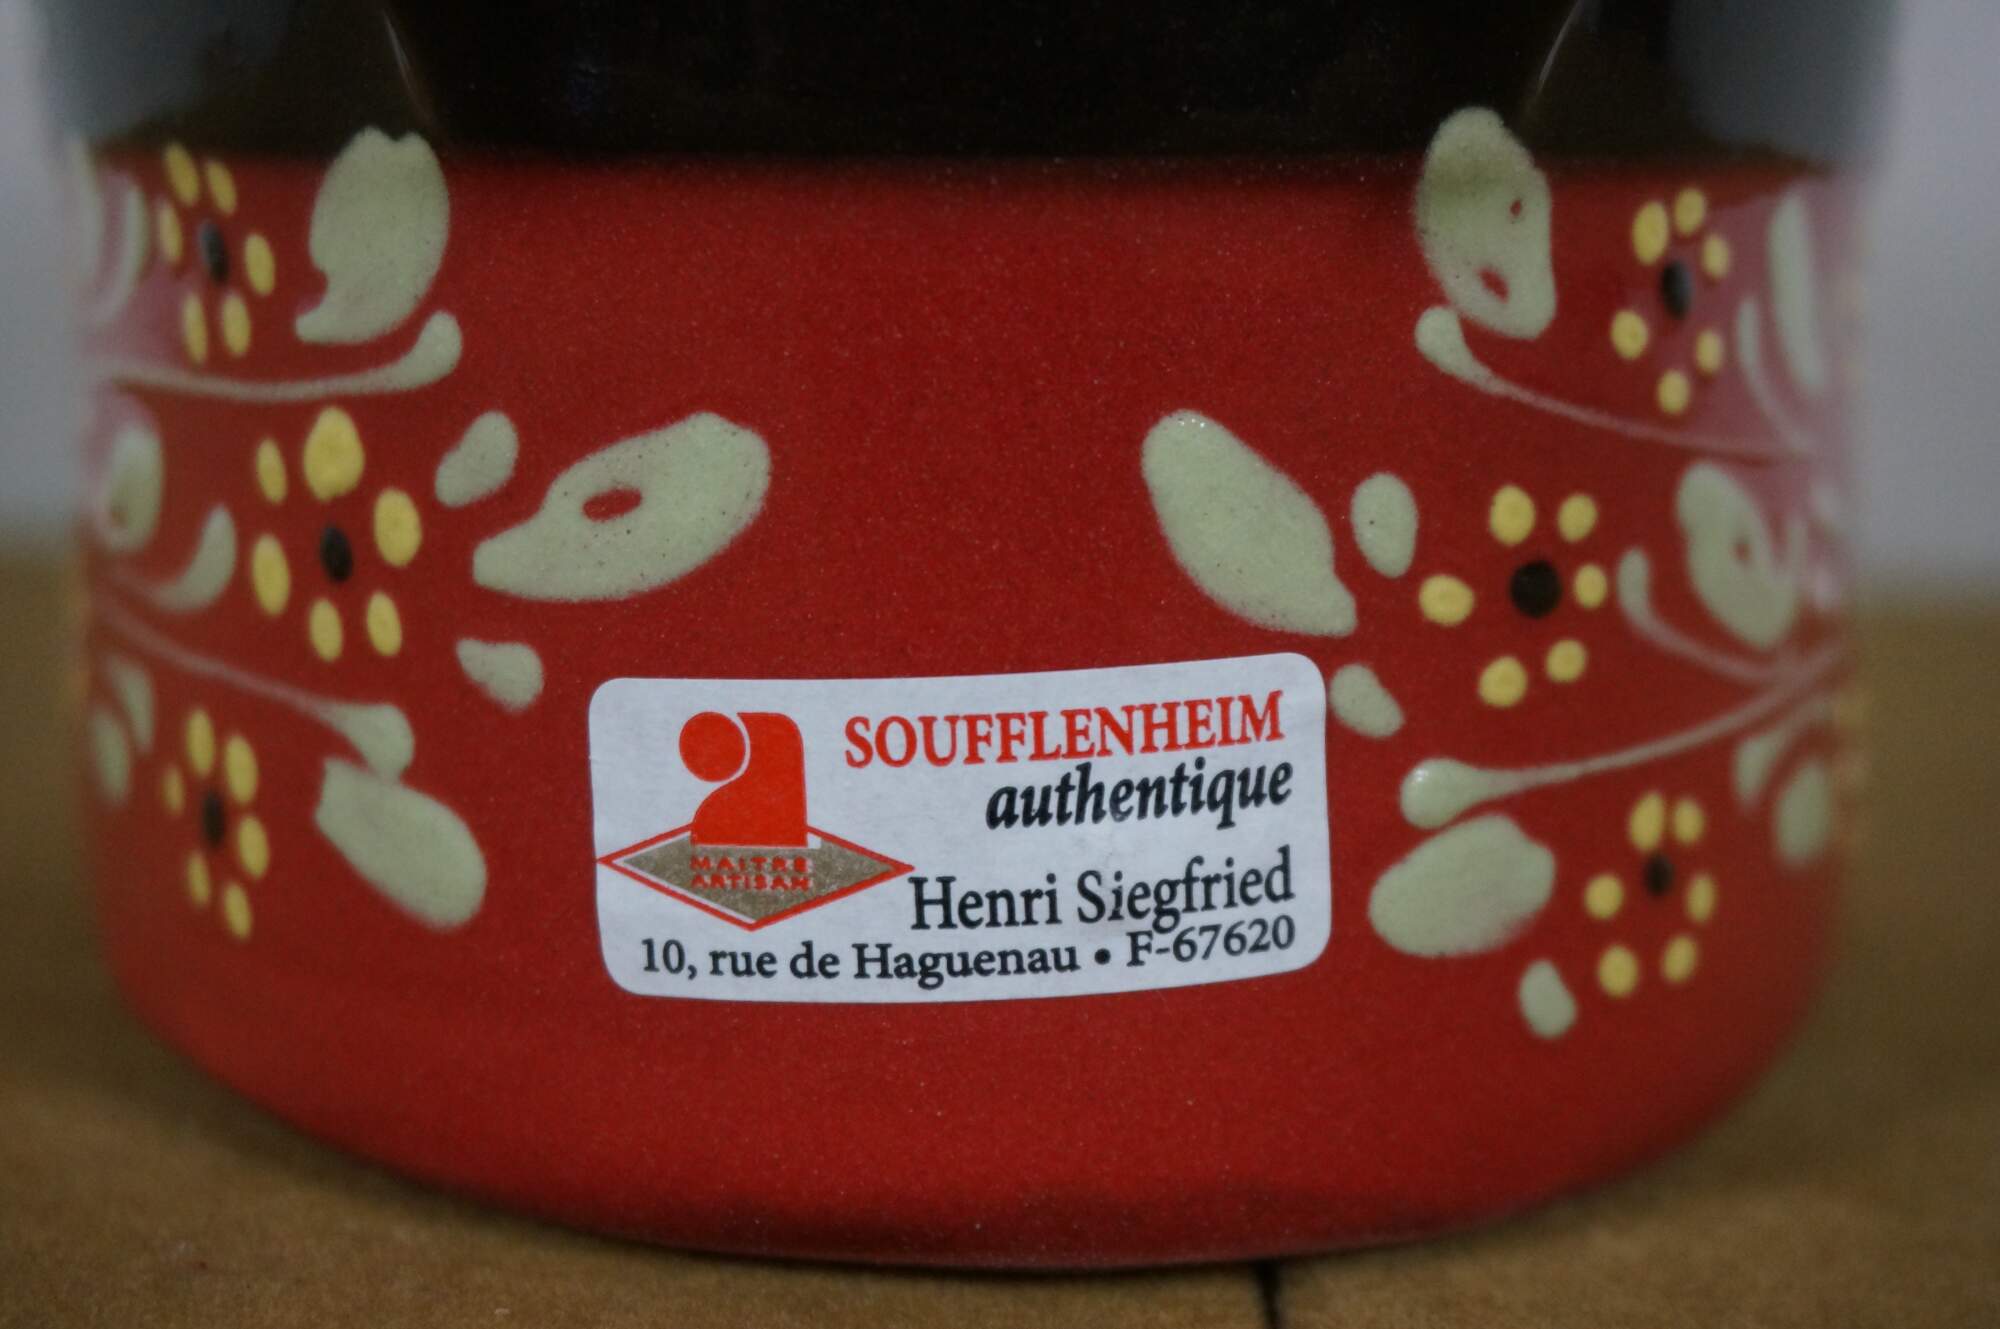 SOUFFLENHEIM
authentique
MAITRE
ARTISAN
Henri Siegfried
10, rue de Haguenau • F-67620